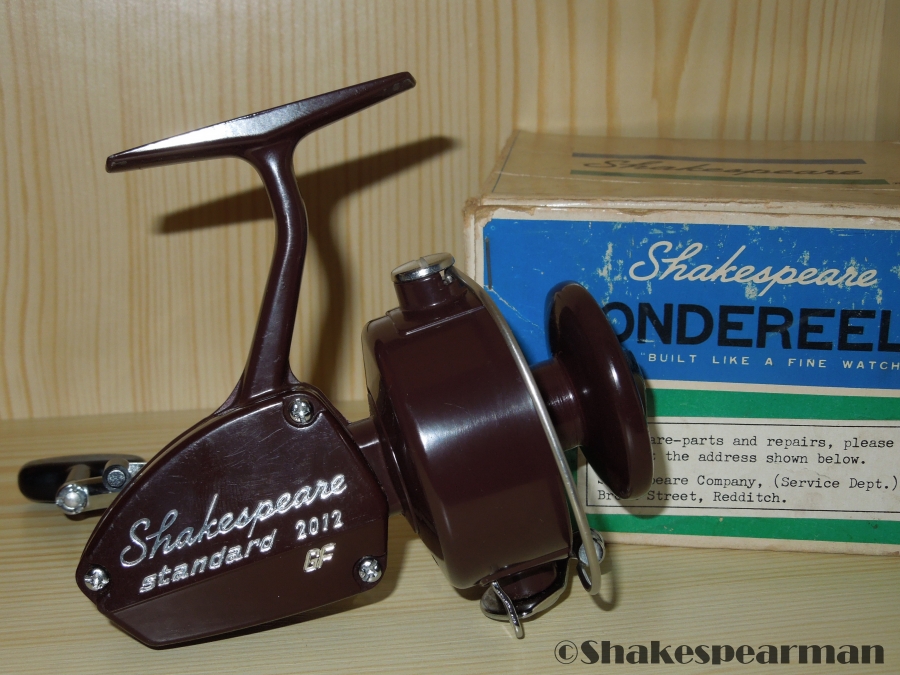 Shakespeare
Shakespeare
ONDEREEL
"BUILT LIKE A FINE WATCH
are-parts and repairs, please
the address shown below.
Company, (Service Dept.)
Street, Redditch.
Shakespeare
standard 2012
GF
©Shakespearman